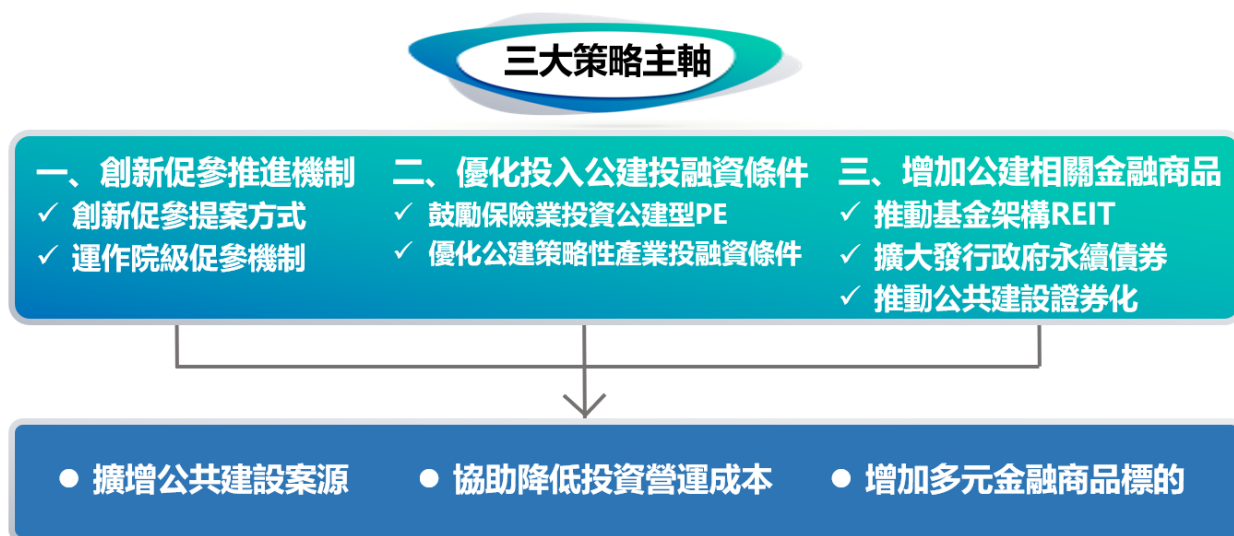 三大策略主軸
一、創新促參推進機制
✓ 創新促參提案方式
✓ 運作院級促參機制
二、優化投入公建投融資條件
✓ 鼓勵保險業投資公建型PE
✓ 優化公建策略性產業投融資條件
三、增加公建相關金融商品
✓ 推動基金架構REIT
✓ 擴大發行政府永續債券
✓ 推動公共建設證券化
● 擴增公共建設案源
● 協助降低投資營運成本
● 增加多元金融商品標的